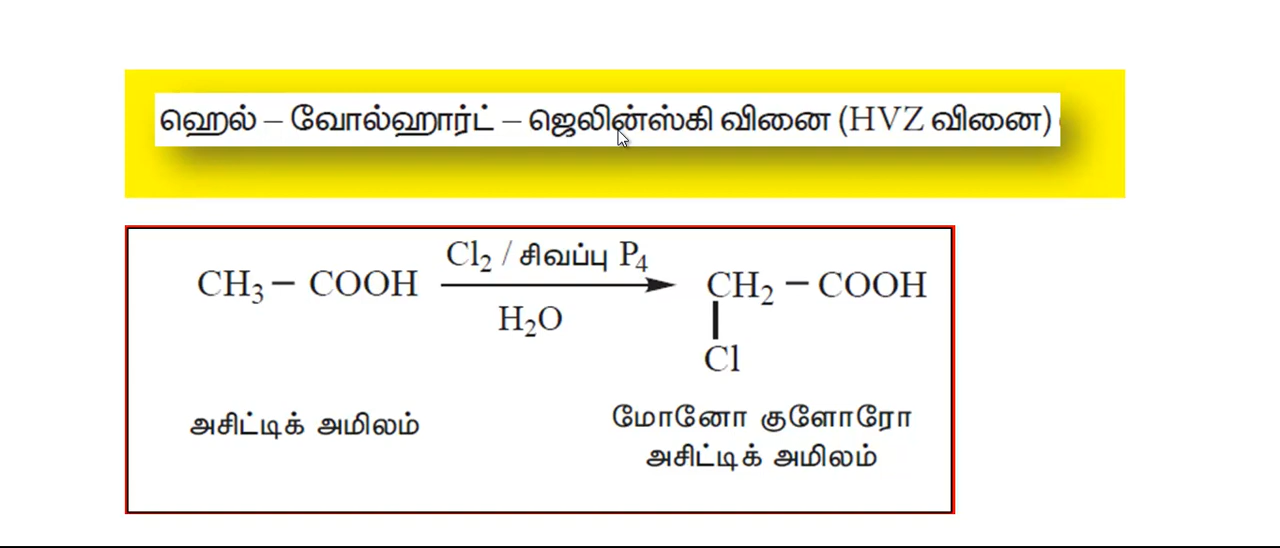 ஹெல் – வோல்ஹார்ட் – ஜெலின்ஸ்கி வினை (HVZ வினை)
Cl₂ / சிவப்பு P₄
CH₃ – COOH → CH₂ – COOH
H₂O
Cl
அசிட்டிக் அமிலம்
மோனோ குளோரோ
அசிட்டிக் அமிலம்